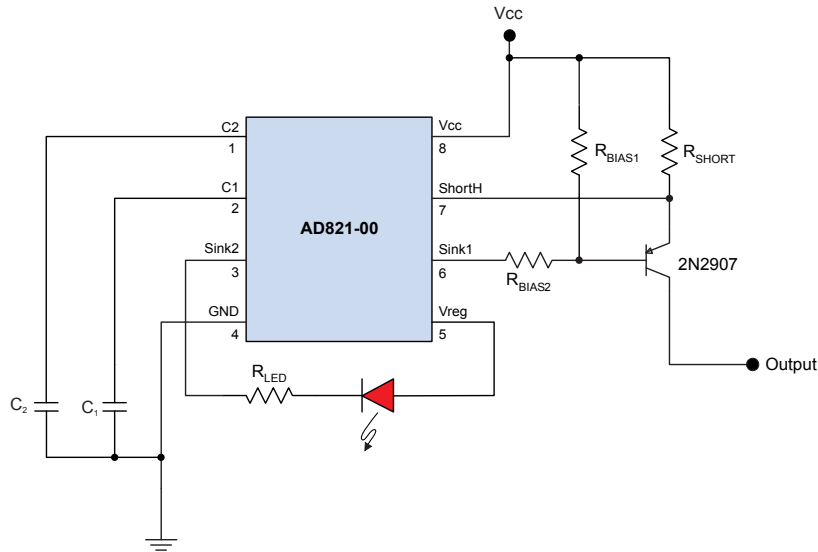 Vcc
C2
1
Vcc
8
RBIAS1
RSHORT
C1
2
ShortH
7
AD821-00
Sink2
3
Sink1
6
RBIAS2
2N2907
GND
4
Vreg
5
Output
RLED
C2
C1